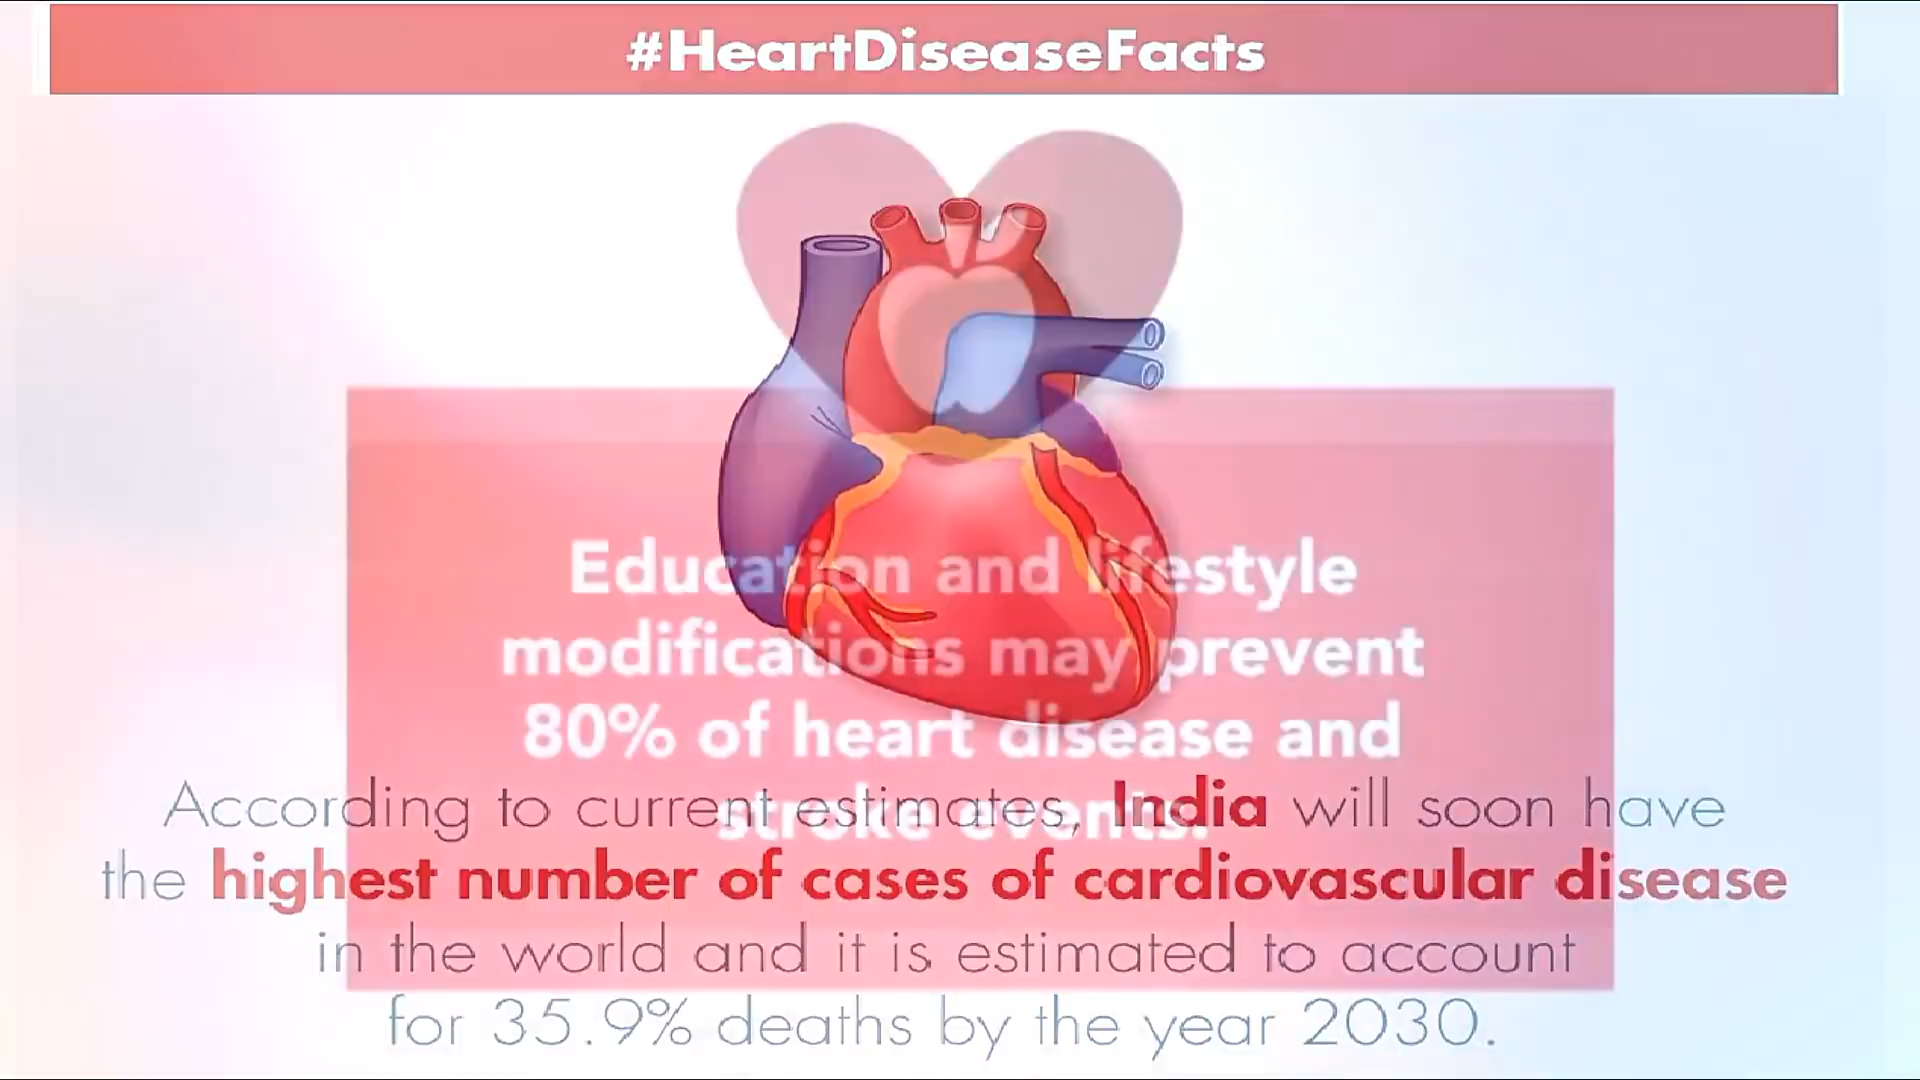 #HeartDiseaseFacts
Education and lifestyle
modifications may prevent
80% of heart disease and
stroke events.
According to current estimates, India will soon have
the highest number of cases of cardiovascular disease
in the world and it is estimated to account
for 35.9% deaths by the year 2030.